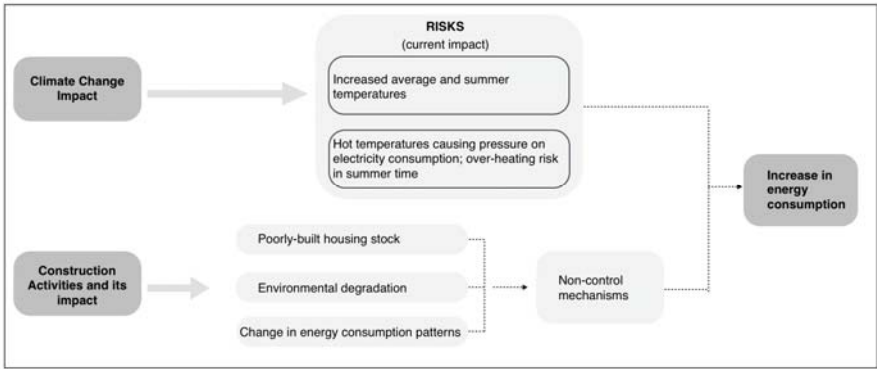 RISKS
(current impact)
Climate Change
Impact
Increased average and summer
temperatures
Hot temperatures causing pressure on
electricity consumption; over-heating risk
in summer time
Increase in
energy
consumption
Poorly-built housing stock
Construction
Activities and its
impact
Environmental degradation
Change in energy consumption patterns
Non-control
mechanisms